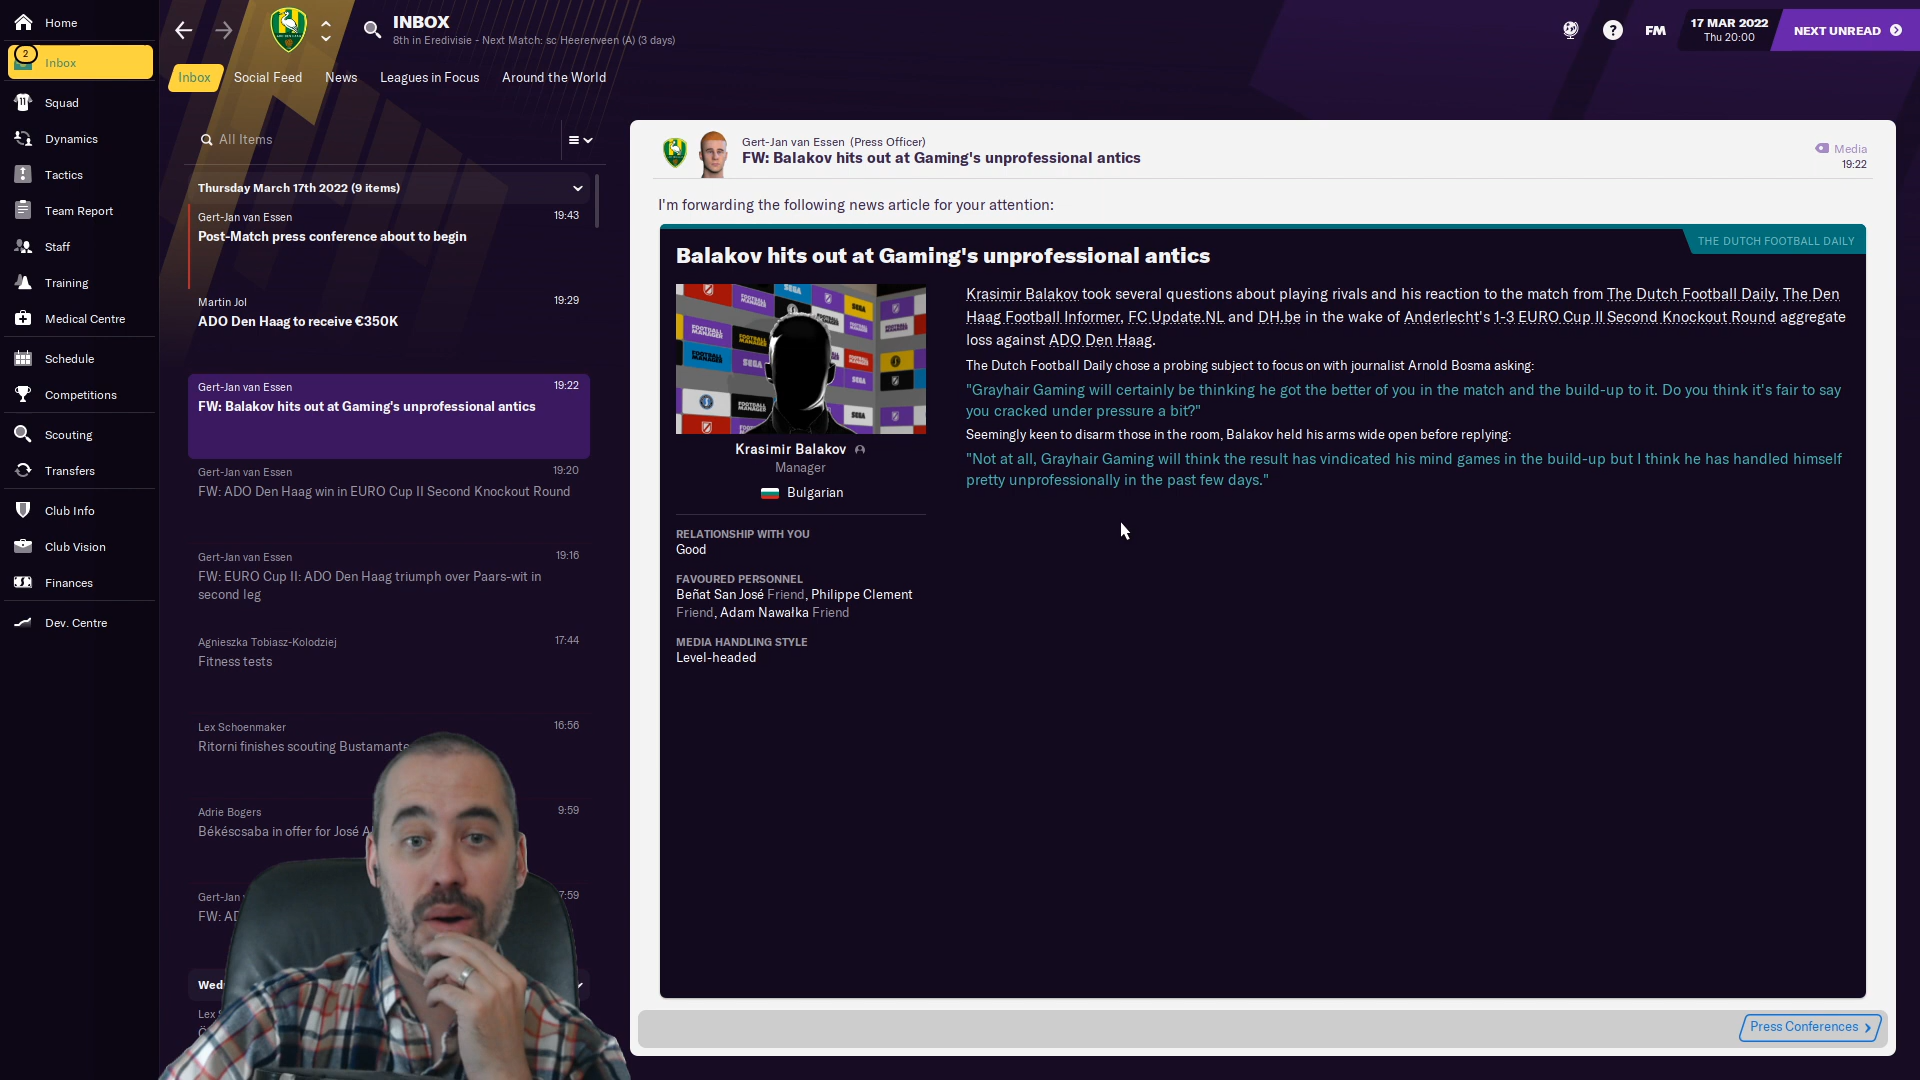 Home
2
Inbox
Squad
Dynamics
Tactics
Team Report
Staff
Training
Medical Centre
Schedule
Competitions
Scouting
Transfers
Club Info
Club Vision
Finances
Dev. Centre
INBOX
8th in Eredivisie - Next Match: sc Heerenveen (A) (3 days)
FM
17 MAR 2022
Thu 20:00
NEXT UNREAD
Inbox
Social Feed
News
Leagues in Focus
Around the World
All Items
Thursday March 17th 2022 (9 items)
Gert-Jan van Essen 19:43
Post-Match press conference about to begin
Martin Jol 19:29
ADO Den Haag to receive €350K
Gert-Jan van Essen 19:22
FW: Balakov hits out at Gaming's unprofessional antics
Gert-Jan van Essen 19:20
FW: ADO Den Haag win in EURO Cup II Second Knockout Round
Gert-Jan van Essen 19:16
FW: EURO Cup II: ADO Den Haag triumph over Paars-wit in
second leg
Agnieszka Tobiasz-Kolodziej 17:44
Fitness tests
Lex Schoenmaker 16:56
Ritorni finishes scouting Bustamante
Adrie Bogers 9:59
Békéscsaba in offer for José A
Gert-Jan 7:59
FW: AD
Wed
Lex
Gert-Jan van Essen (Press Officer)
FW: Balakov hits out at Gaming's unprofessional antics
Media
19:22
I'm forwarding the following news article for your attention:
THE DUTCH FOOTBALL DAILY
Balakov hits out at Gaming's unprofessional antics
Krasimir Balakov
Manager
Bulgarian
RELATIONSHIP WITH YOU
Good
FAVOURED PERSONNEL
Beñat San José Friend, Philippe Clement
Friend, Adam Nawałka Friend
MEDIA HANDLING STYLE
Level-headed
Krasimir Balakov took several questions about playing rivals and his reaction to the match from The Dutch Football Daily, The Den
Haag Football Informer, FC Update.NL and DH.be in the wake of Anderlecht's 1-3 EURO Cup II Second Knockout Round aggregate
loss against ADO Den Haag.
The Dutch Football Daily chose a probing subject to focus on with journalist Arnold Bosma asking:
"Grayhair Gaming will certainly be thinking he got the better of you in the match and the build-up to it. Do you think it's fair to say
you cracked under pressure a bit?"
Seemingly keen to disarm those in the room, Balakov held his arms wide open before replying:
"Not at all, Grayhair Gaming will think the result has vindicated his mind games in the build-up but I think he has handled himself
pretty unprofessionally in the past few days."
Press Conferences